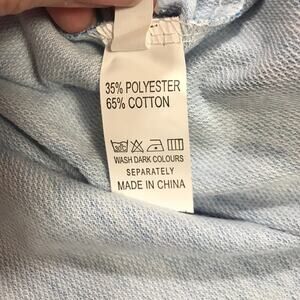 35% POLYESTER
65% COTTON
WASH DARK COLOURS
SEPARATELY
MADE IN CHINA